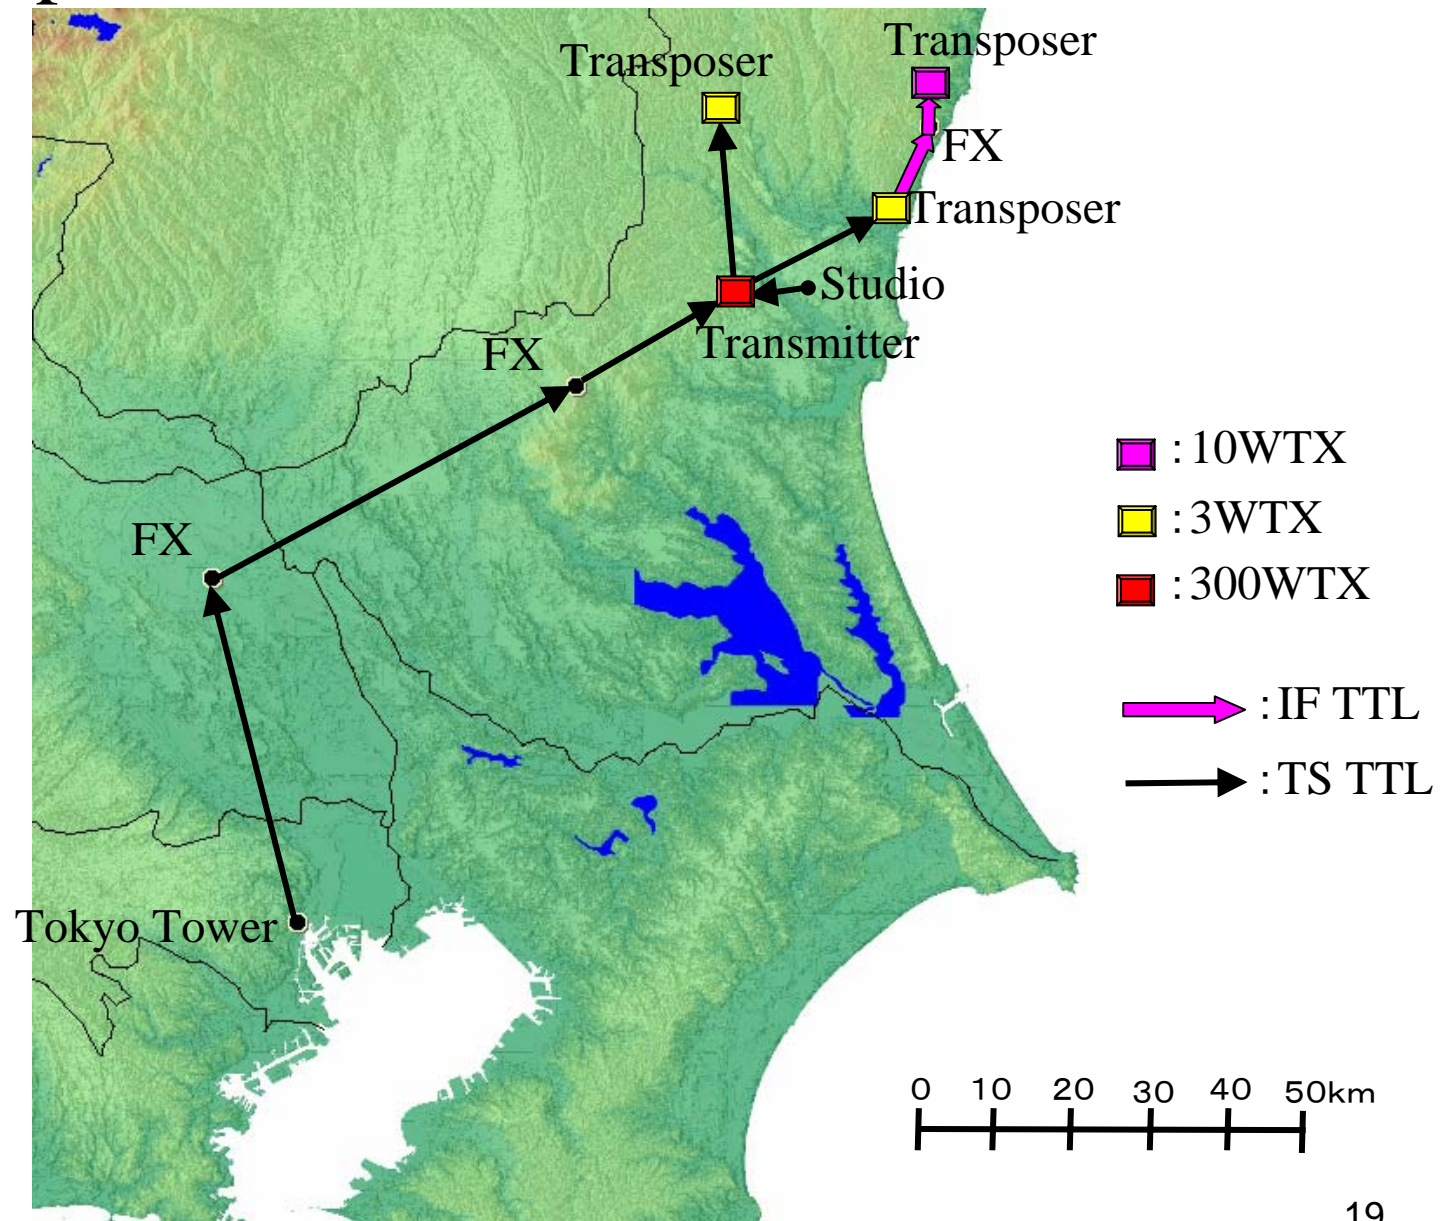 Transposer
Transposer
FX
Transposer
Studio
Transmitter
FX
FX
Tokyo Tower
: 10WTX
: 3WTX
: 300WTX
: IF TTL
: TS TTL
0 10 20 30 40 50km
19